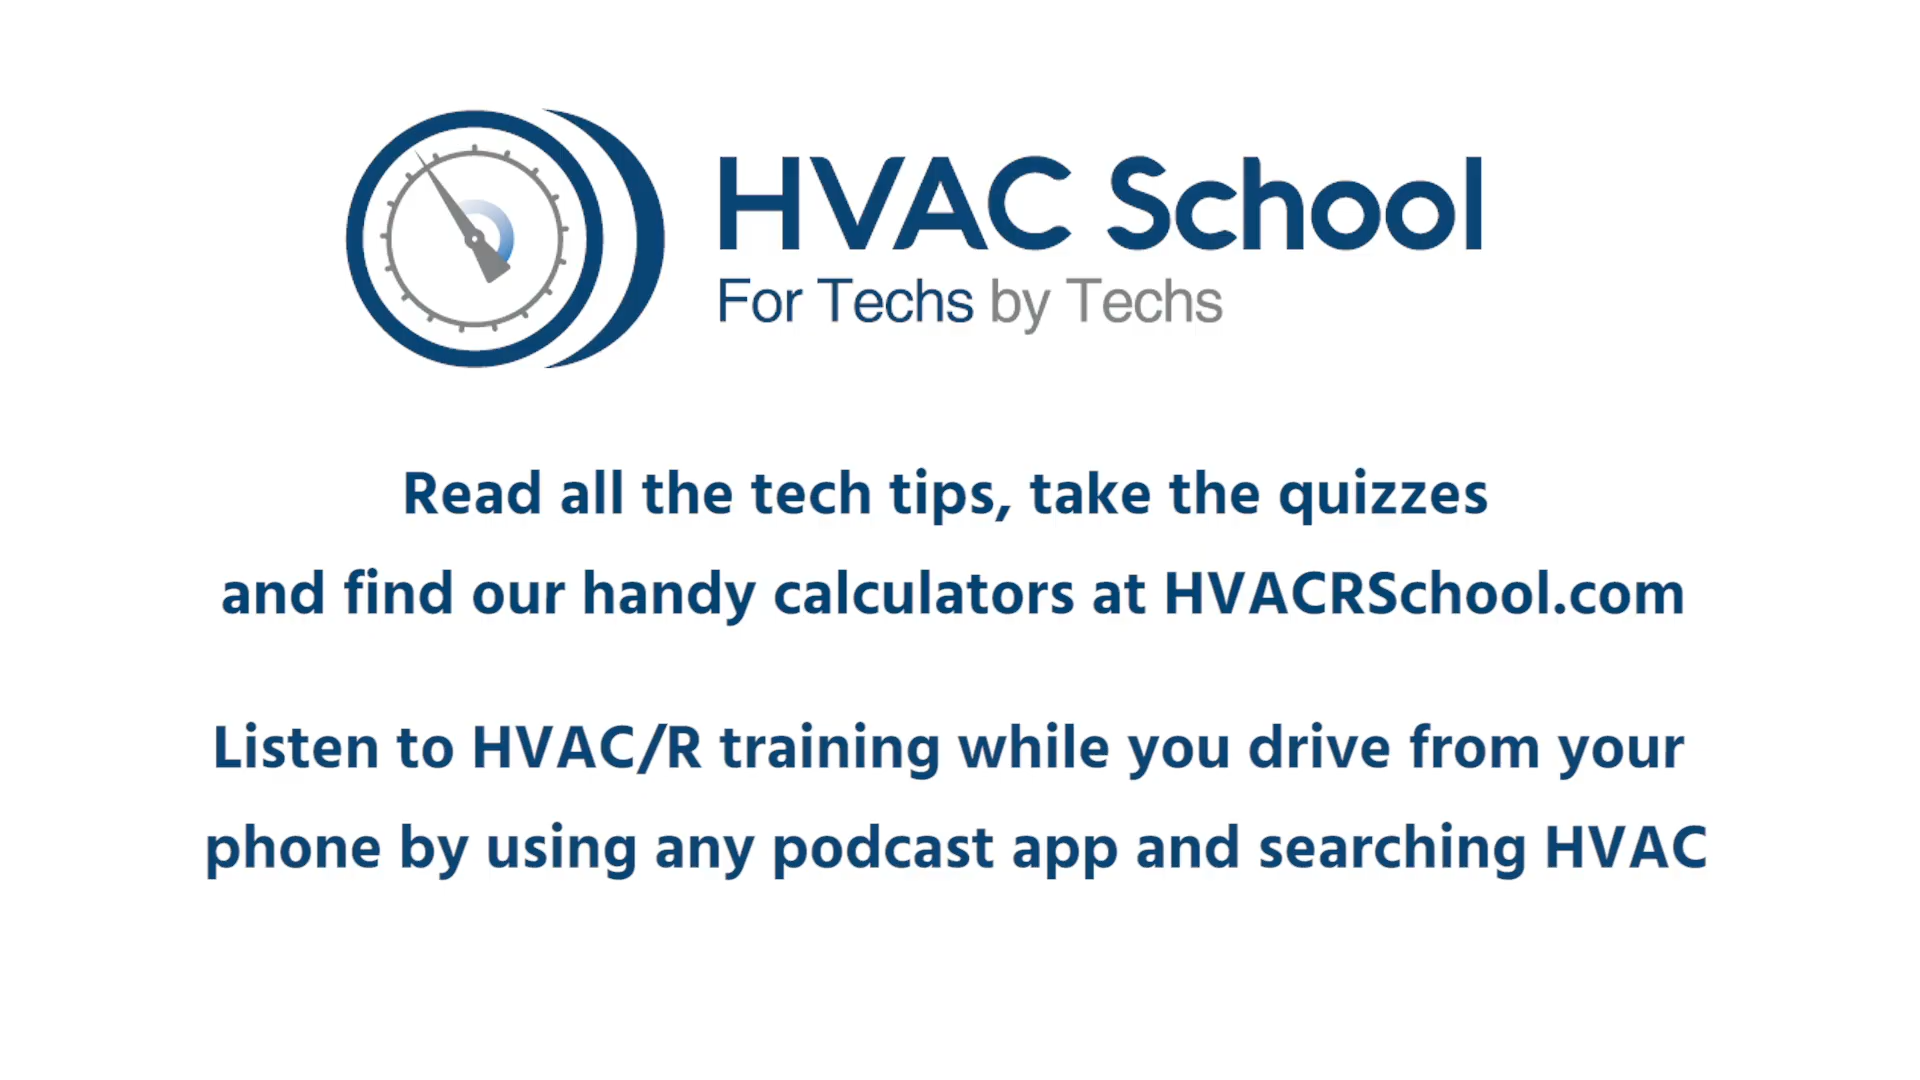 HVAC School
For Techs by Techs
Read all the tech tips, take the quizzes
and find our handy calculators at HVACRSchool.com
Listen to HVAC/R training while you drive from your
phone by using any podcast app and searching HVAC